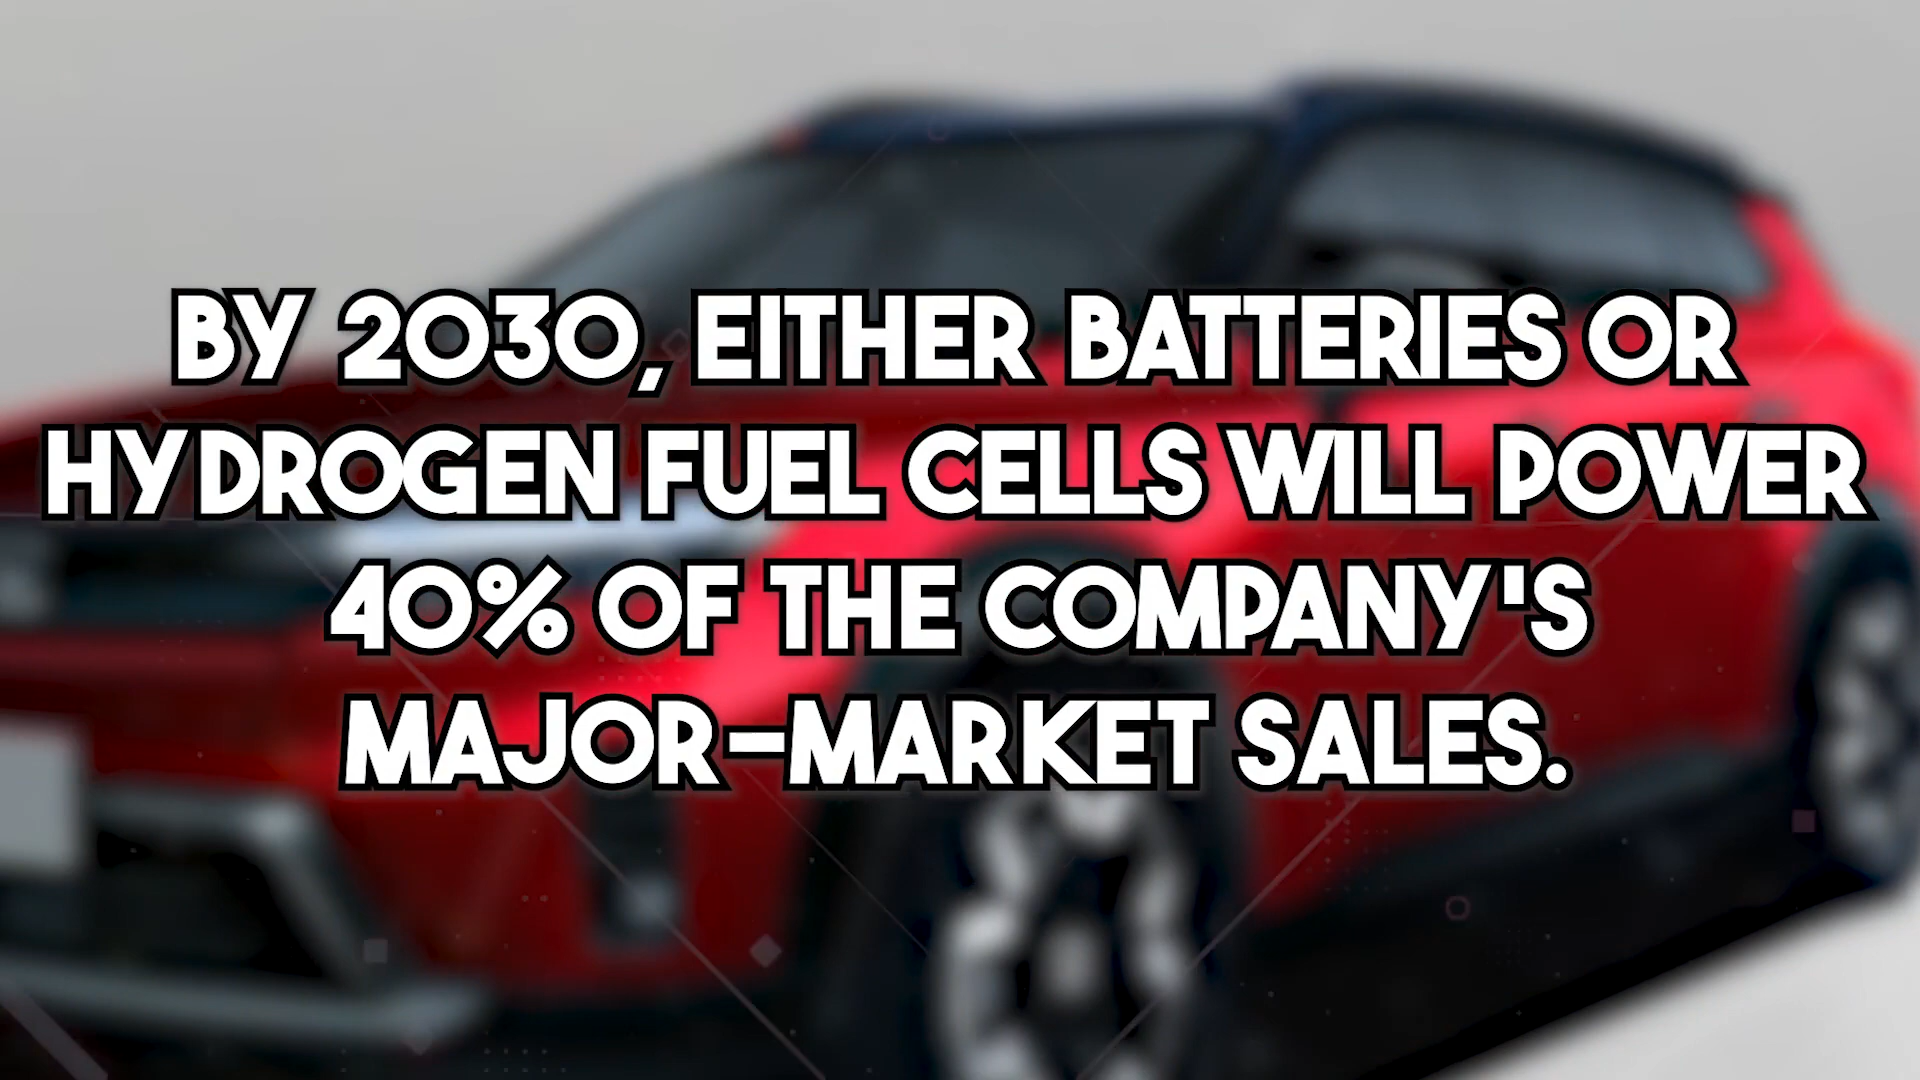 BY 2030, EITHER BATTERIES OR
HYDROGEN FUEL CELLS WILL POWER
40% OF THE COMPANY'S
MAJOR-MARKET SALES.